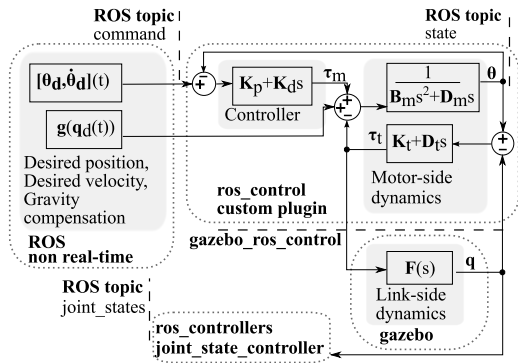 ROS topic
command
ROS topic
state
[θd,θ̇d](t)
g(qd(t))
Desired position,
Desired velocity,
Gravity
compensation
ROS
non real-time
−
+
Kp+Kds
Controller
τm
+
+
−
1
Bms²+Dms
θ
τt
Kt+Dts
+
−
Motor-side
dynamics
ros_control
custom plugin
gazebo_ros_control
F(s)
q
Link-side
dynamics
gazebo
ROS topic
joint_states
ros_controllers
joint_state_controller